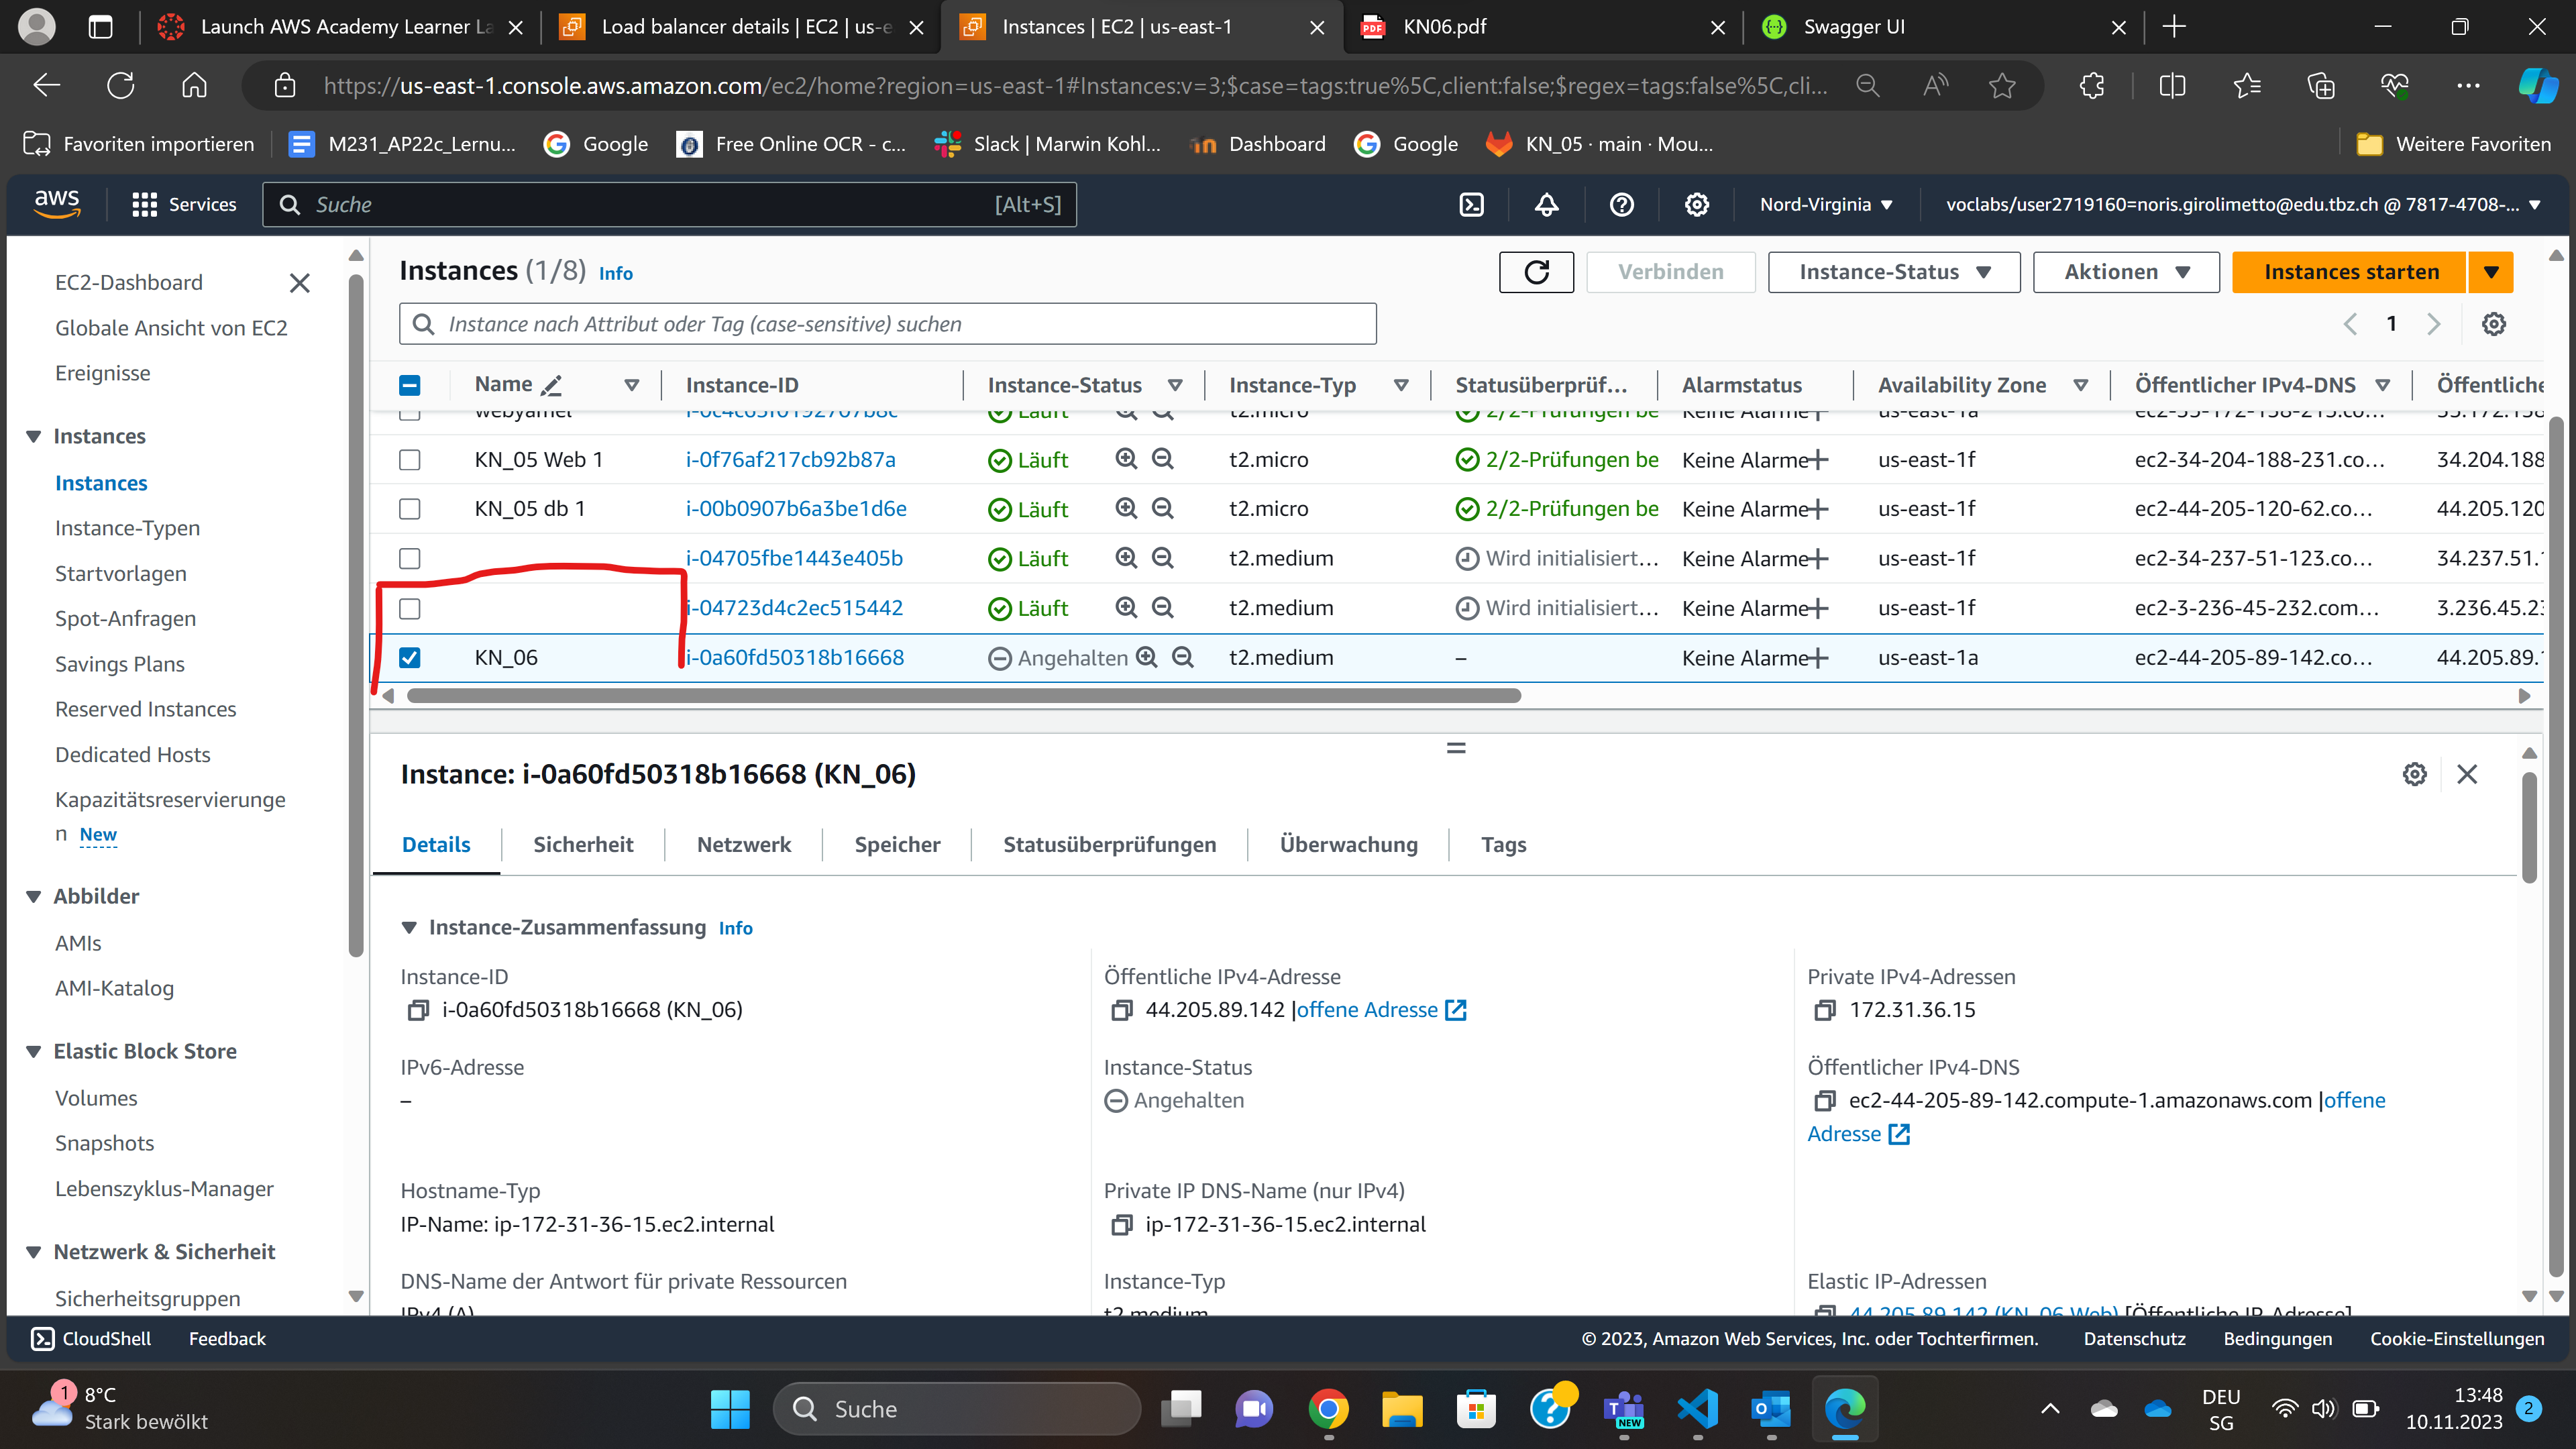 Launch AWS Academy Learner La
Load balancer details | EC2 | us-e
Instances | EC2 | us-east-1
KN06.pdf
Swagger UI
https://us-east-1.console.aws.amazon.com/ec2/home?region=us-east-1#Instances:v=3;$case=tags:true%5C,client:false;$regex=tags:false%5C,cli...
Favoriten importieren
M231_AP22c_Lernu...
Google
Free Online OCR - c...
Slack | Marwin Kohl...
Dashboard
Google
KN_05 · main · Mou...
Weitere Favoriten
aws
Services
Suche
[Alt+S]
Nord-Virginia
voclabs/user2719160=noris.girolimetto@edu.tbz.ch @ 7817-4708-...
EC2-Dashboard
Globale Ansicht von EC2
Ereignisse
Instances
Instances
Instance-Typen
Startvorlagen
Spot-Anfragen
Savings Plans
Reserved Instances
Dedicated Hosts
Kapazitätsreservierunge
n New
Abbilder
AMIs
AMI-Katalog
Elastic Block Store
Volumes
Snapshots
Lebenszyklus-Manager
Netzwerk & Sicherheit
Sicherheitsgruppen
Instances (1/8) Info
Verbinden
Instance-Status
Aktionen
Instances starten
Instance nach Attribut oder Tag (case-sensitive) suchen
1
Name Instance-ID Instance-Status Instance-Typ Statusüberprüf... Alarmstatus Availability Zone Öffentlicher IPv4-DNS Öffentliche
Läuft t2.micro 2/2-Prüfungen be Keine Alarme us-east-1a
KN_05 Web 1 i-0f76af217cb92b87a Läuft t2.micro 2/2-Prüfungen be Keine Alarme us-east-1f ec2-34-204-188-231.co... 34.204.188
KN_05 db 1 i-00b0907b6a3be1d6e Läuft t2.micro 2/2-Prüfungen be Keine Alarme us-east-1f ec2-44-205-120-62.co... 44.205.120
i-04705fbe1443e405b Läuft t2.medium Wird initialisiert... Keine Alarme us-east-1f ec2-34-237-51-123.co... 34.237.51.1
i-04723d4c2ec515442 Läuft t2.medium Wird initialisiert... Keine Alarme us-east-1f ec2-3-236-45-232.com... 3.236.45.23
KN_06 i-0a60fd50318b16668 Angehalten t2.medium – Keine Alarme us-east-1a ec2-44-205-89-142.co... 44.205.89.1
Instance: i-0a60fd50318b16668 (KN_06)
Details Sicherheit Netzwerk Speicher Statusüberprüfungen Überwachung Tags
Instance-Zusammenfassung Info
Instance-ID
i-0a60fd50318b16668 (KN_06)
Öffentliche IPv4-Adresse
44.205.89.142 |offene Adresse
Private IPv4-Adressen
172.31.36.15
IPv6-Adresse
–
Instance-Status
Angehalten
Öffentlicher IPv4-DNS
ec2-44-205-89-142.compute-1.amazonaws.com |offene
Adresse
Hostname-Typ
IP-Name: ip-172-31-36-15.ec2.internal
Private IP DNS-Name (nur IPv4)
ip-172-31-36-15.ec2.internal
DNS-Name der Antwort für private Ressourcen
IPv4 (A)
Instance-Typ
t2.medium
Elastic IP-Adressen
44.205.89.142 (KN_06 Web) [Öffentliche IP-Adresse]
CloudShell
Feedback
© 2023, Amazon Web Services, Inc. oder Tochterfirmen.
Datenschutz
Bedingungen
Cookie-Einstellungen
1
8°C
Stark bewölkt
Suche
NEW
DEU
SG
13:48
10.11.2023
2